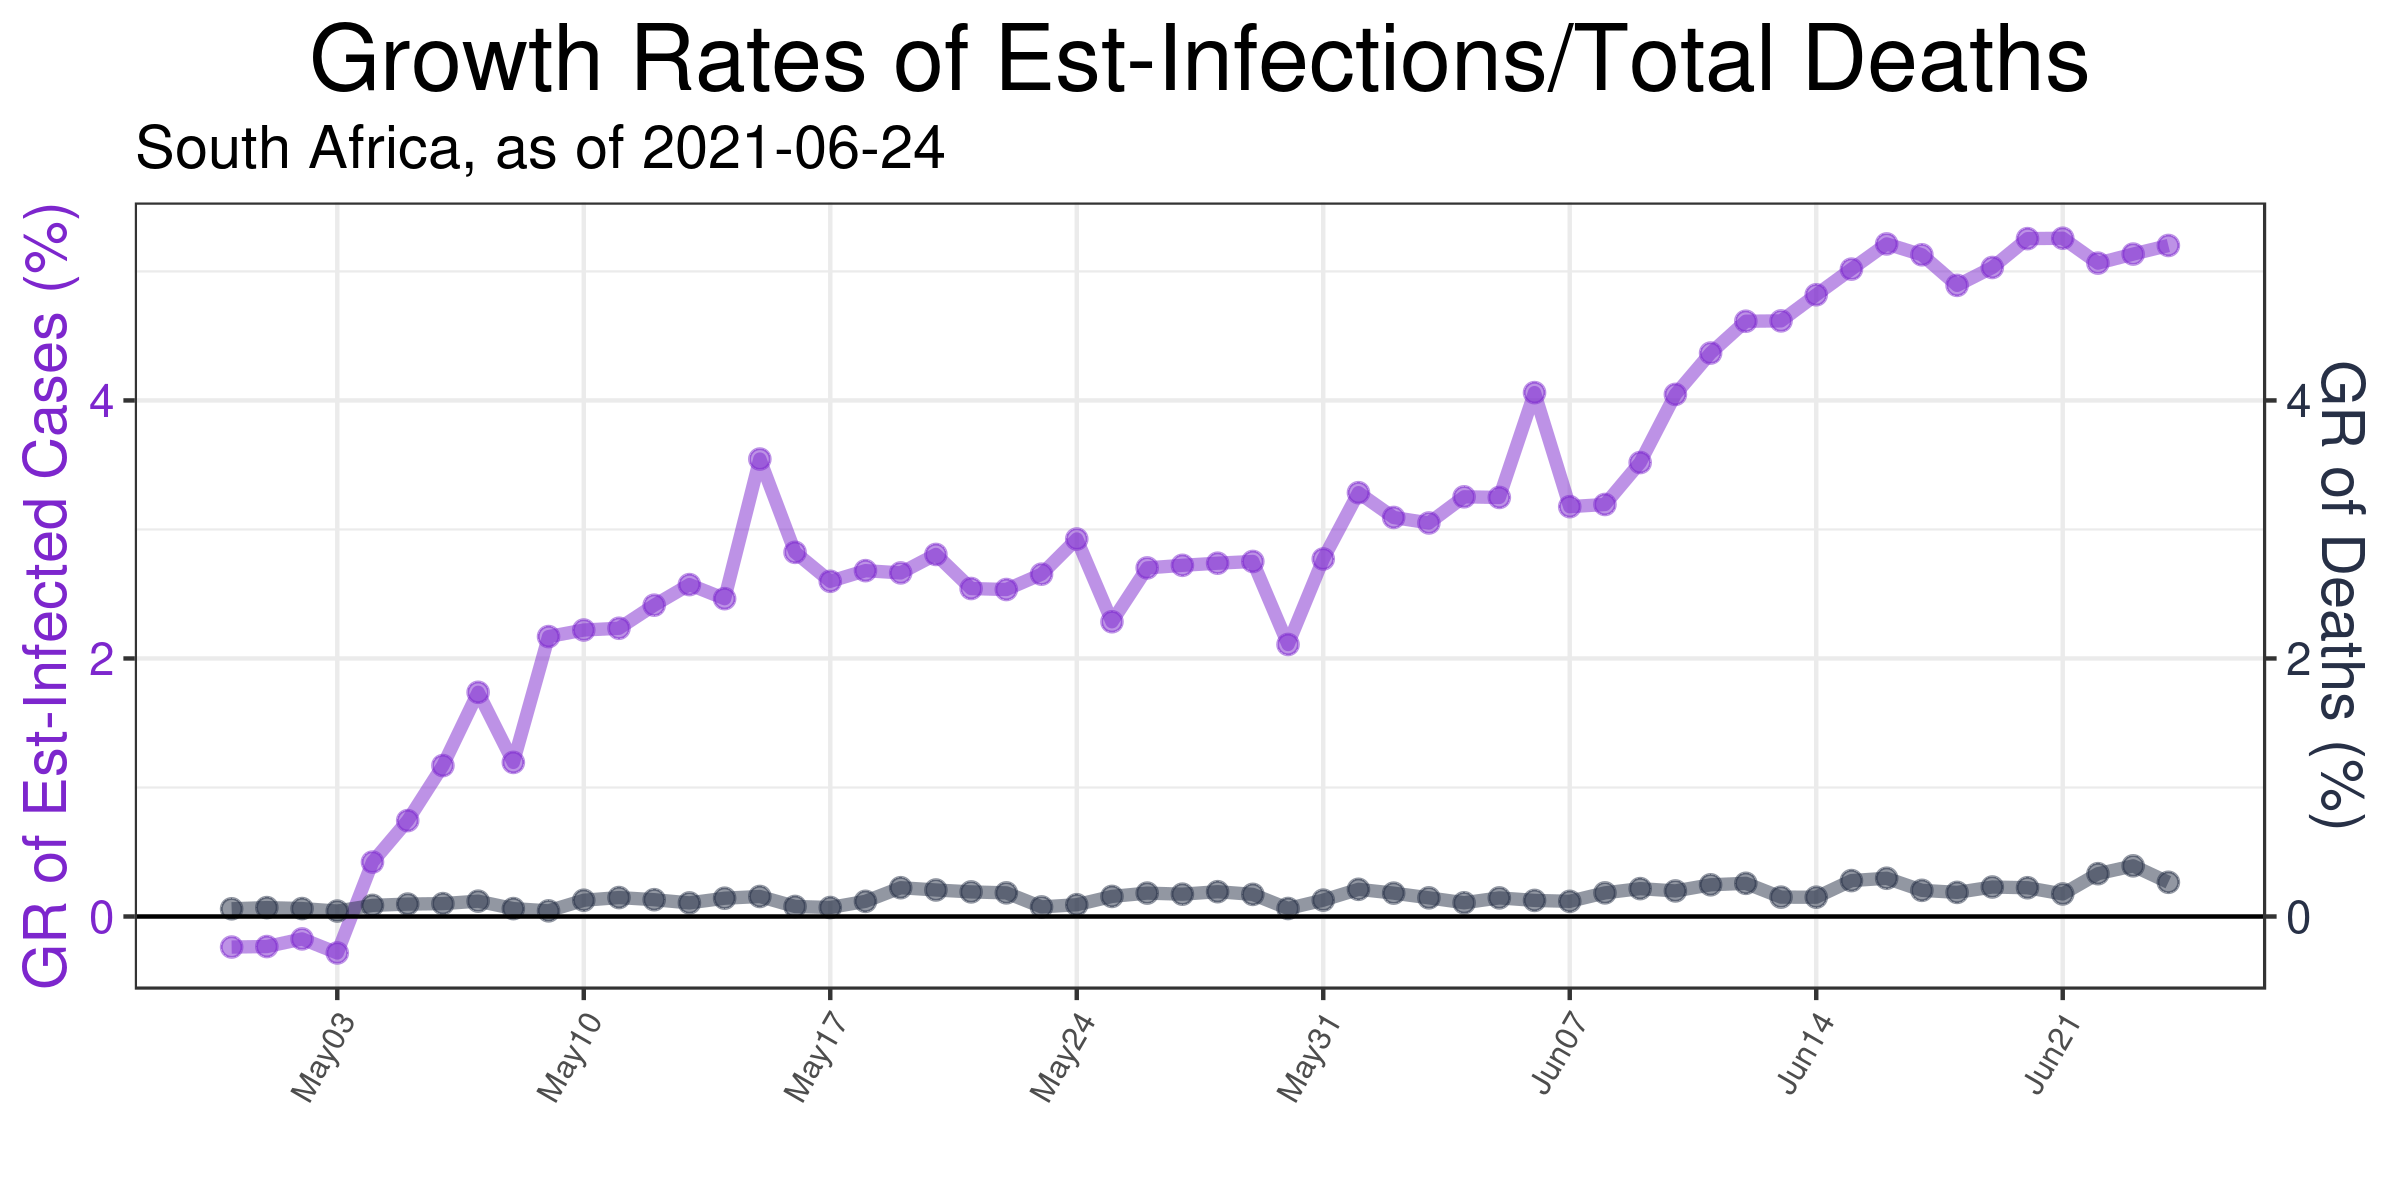 Growth Rates of Est-Infections/Total Deaths
South Africa, as of 2021-06-24
GR of Est-Infected Cases (%)
4
2
0
4
2
0
GR of Deaths (%)
May03
May10
May17
May24
May31
Jun07
Jun14
Jun21